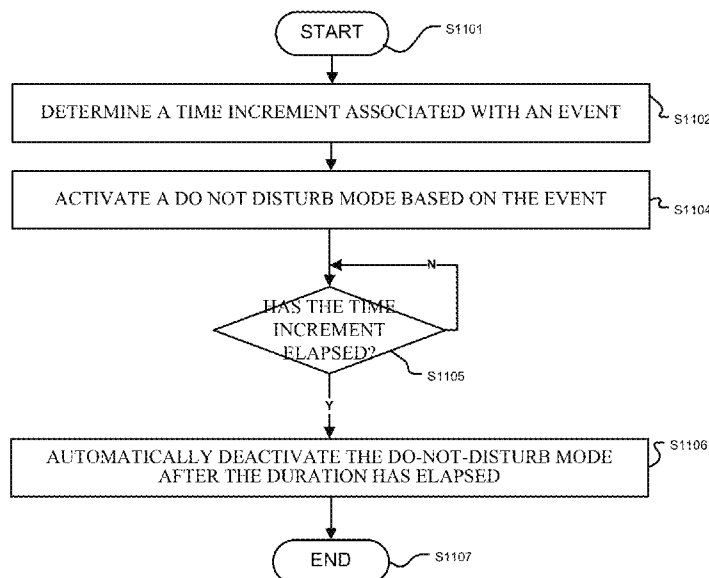 START
S1101
DETERMINE A TIME INCREMENT ASSOCIATED WITH AN EVENT
S1102
ACTIVATE A DO NOT DISTURB MODE BASED ON THE EVENT
S1104
N
HAS THE TIME
INCREMENT
ELAPSED?
S1105
Y
AUTOMATICALLY DEACTIVATE THE DO-NOT-DISTURB MODE
AFTER THE DURATION HAS ELAPSED
S1106
END
S1107